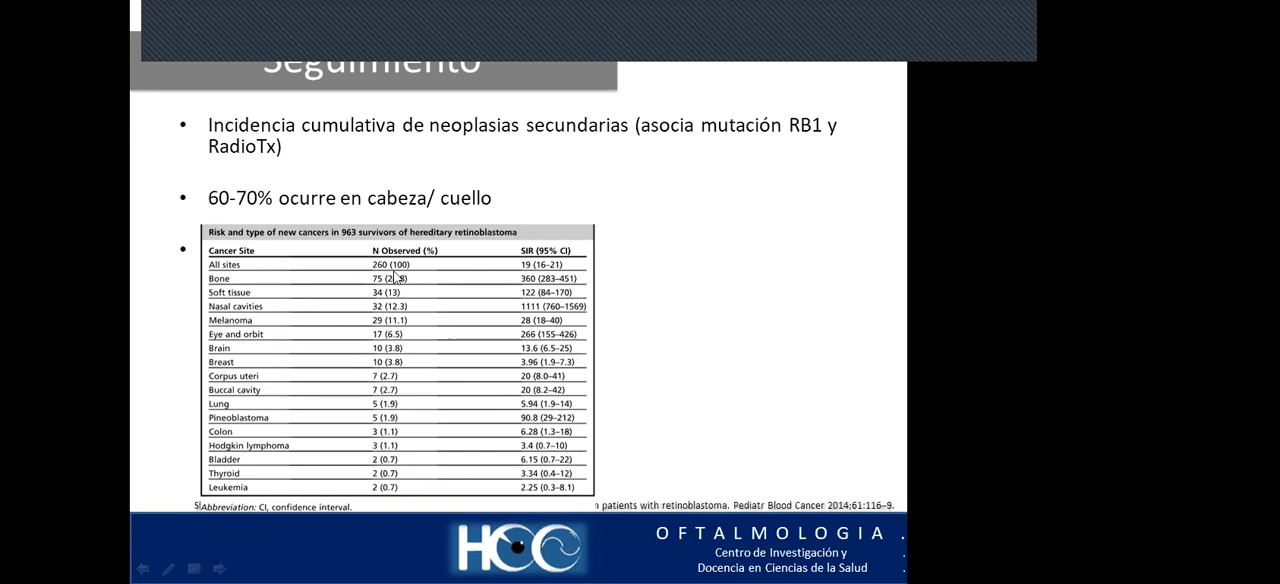 Seguimiento
• Incidencia cumulativa de neoplasias secundarias (asocia mutación RB1 y
RadioTx)
• 60-70% ocurre en cabeza/ cuello
•
Risk and type of new cancers in 963 survivors of hereditary retinoblastoma
Cancer Site N Observed (%) SIR (95% CI)
All sites 260 (100) 19 (16–21)
Bone 75 360 (283–451)
Soft tissue 34 (13) 122 (84–170)
Nasal cavities 32 (12.3) 1111 (760–1569)
Melanoma 29 (11.1) 28 (18–40)
Eye and orbit 17 (6.5) 266 (155–426)
Brain 10 (3.8) 13.6 (6.5–25)
Breast 10 (3.8) 3.96 (1.9–7.3)
Corpus uteri 7 (2.7) 20 (8.0–41)
Buccal cavity 7 (2.7) 20 (8.2–42)
Lung 5 (1.9) 5.94 (1.9–14)
Pineoblastoma 5 (1.9) 90.8 (29–212)
Colon 3 (1.1) 6.28 (1.3–18)
Hodgkin lymphoma 3 (1.1) 3.4 (0.7–10)
Bladder 2 (0.7) 6.15 (0.7–22)
Thyroid 2 (0.7) 3.34 (0.4–12)
Leukemia 2 (0.7) 2.25 (0.3–8.1)
Abbreviation: CI, confidence interval.
patients with retinoblastoma. Pediatr Blood Cancer 2014;61:116–9.
HCC
OFTALMOLOGIA .
Centro de Investigación y
Docencia en Ciencias de la Salud